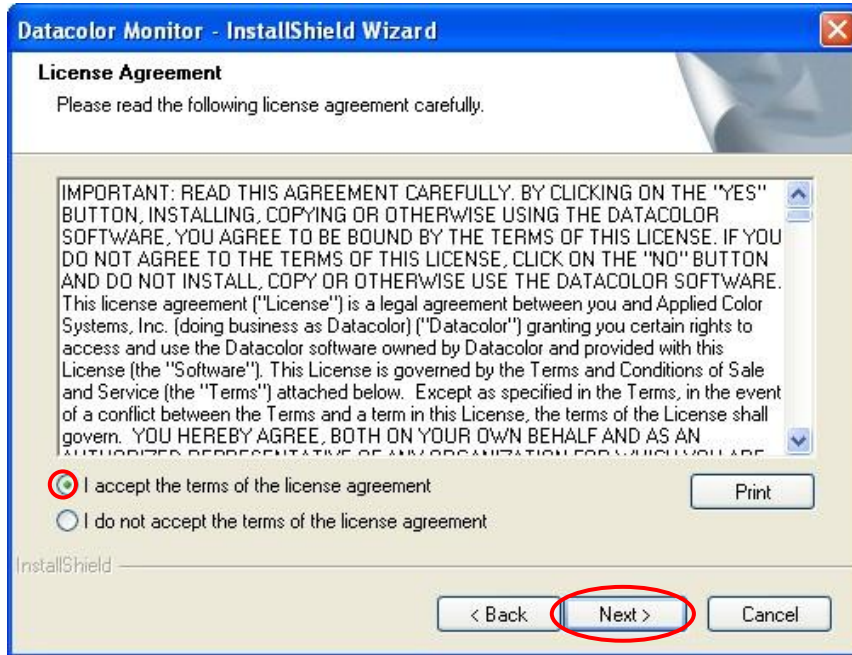 Datacolor Monitor - InstallShield Wizard
License Agreement
Please read the following license agreement carefully.
IMPORTANT: READ THIS AGREEMENT CAREFULLY. BY CLICKING ON THE "YES"
BUTTON, INSTALLING, COPYING OR OTHERWISE USING THE DATACOLOR
SOFTWARE, YOU AGREE TO BE BOUND BY THE TERMS OF THIS LICENSE. IF YOU
DO NOT AGREE TO THE TERMS OF THIS LICENSE, CLICK ON THE "NO" BUTTON
AND DO NOT INSTALL, COPY OR OTHERWISE USE THE DATACOLOR SOFTWARE.
This license agreement ("License") is a legal agreement between you and Applied Color
Systems, Inc. (doing business as Datacolor) ("Datacolor") granting you certain rights to
access and use the Datacolor software owned by Datacolor and provided with this
License (the "Software"). This License is governed by the Terms and Conditions of Sale
and Service (the "Terms") attached below. Except as specified in the Terms, in the event
of a conflict between the Terms and a term in this License, the terms of the License shall
govern. YOU HEREBY AGREE, BOTH ON YOUR OWN BEHALF AND AS AN
AUTHORIZED REPRESENTATIVE OF ANY ORGANIZATION FOR WHICH YOU ARE
I accept the terms of the license agreement
Print
I do not accept the terms of the license agreement
InstallShield
< Back
Next >
Cancel